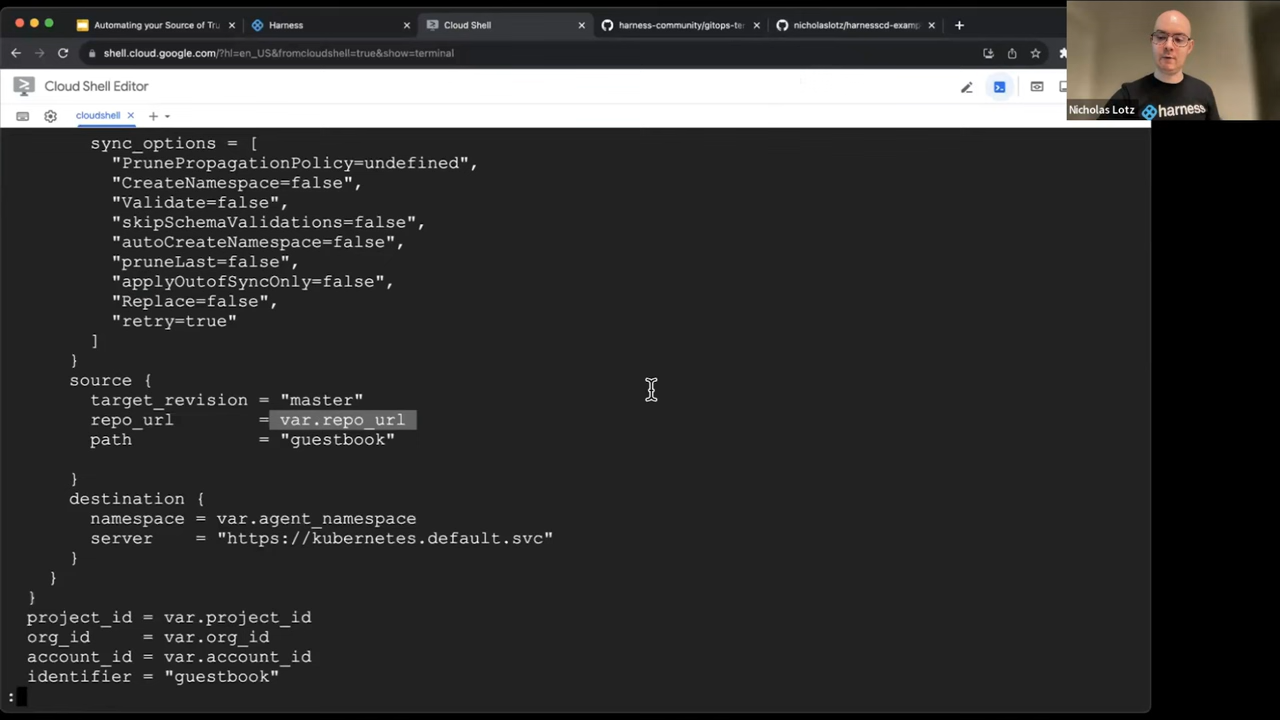 Automating your Source of Tru
Harness
Cloud Shell
harness-community/gitops-te
nicholaslotz/harnesscd-exam
shell.cloud.google.com/?hl=en_US&fromcloudshell=true&show=terminal
Cloud Shell Editor
Nicholas Lotz
harness
cloudshell
sync_options = [
"PrunePropagationPolicy=undefined",
"CreateNamespace=false",
"Validate=false",
"skipSchemaValidations=false",
"autoCreateNamespace=false",
"pruneLast=false",
"applyOutofSyncOnly=false",
"Replace=false",
"retry=true"
]
}
source {
target_revision = "master"
repo_url = var.repo_url
path = "guestbook"
}
destination {
namespace = var.agent_namespace
server = "https://kubernetes.default.svc"
}
}
}
project_id = var.project_id
org_id = var.org_id
account_id = var.account_id
identifier = "guestbook"
: